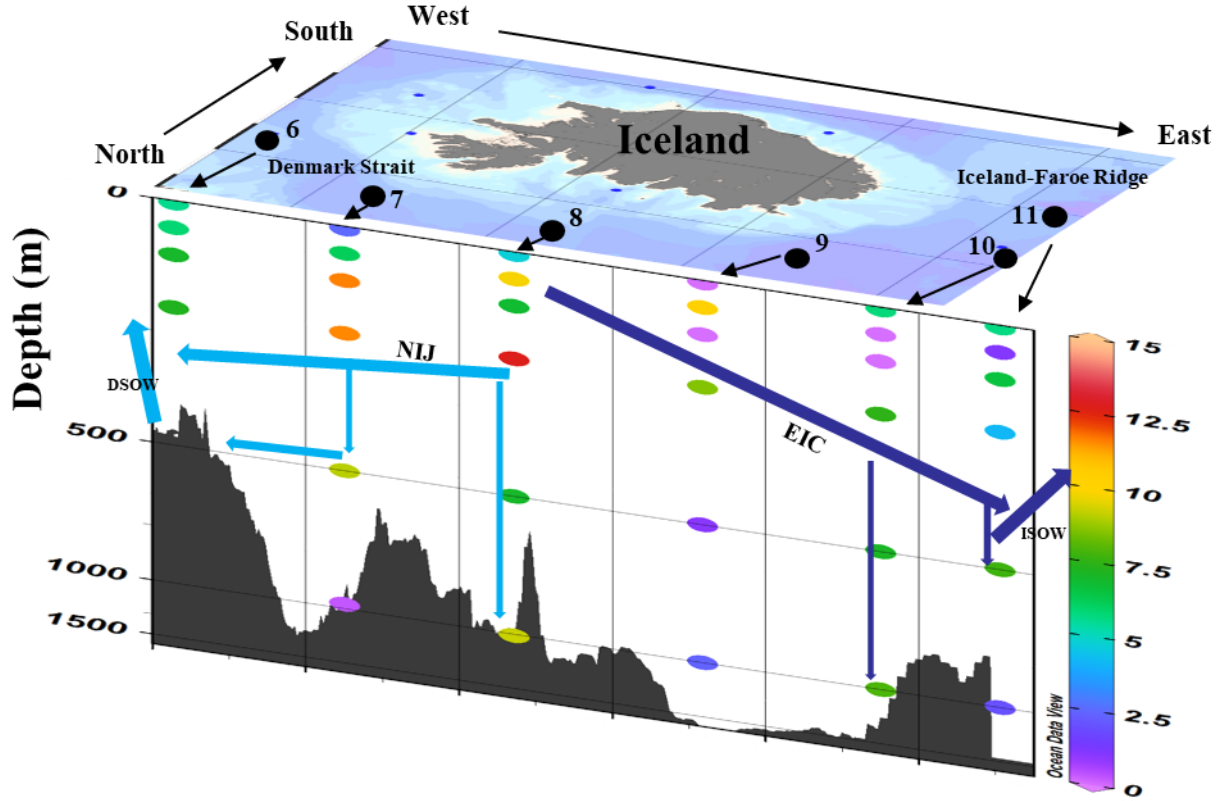 West
South
East
North
6
7
8
9
10
11
Denmark Strait
Iceland
Iceland-Faroe Ridge
Depth (m)
0
500
1000
1500
NIJ
DSOW
EIC
ISOW
15
12.5
10
7.5
5
2.5
0
Ocean Data View